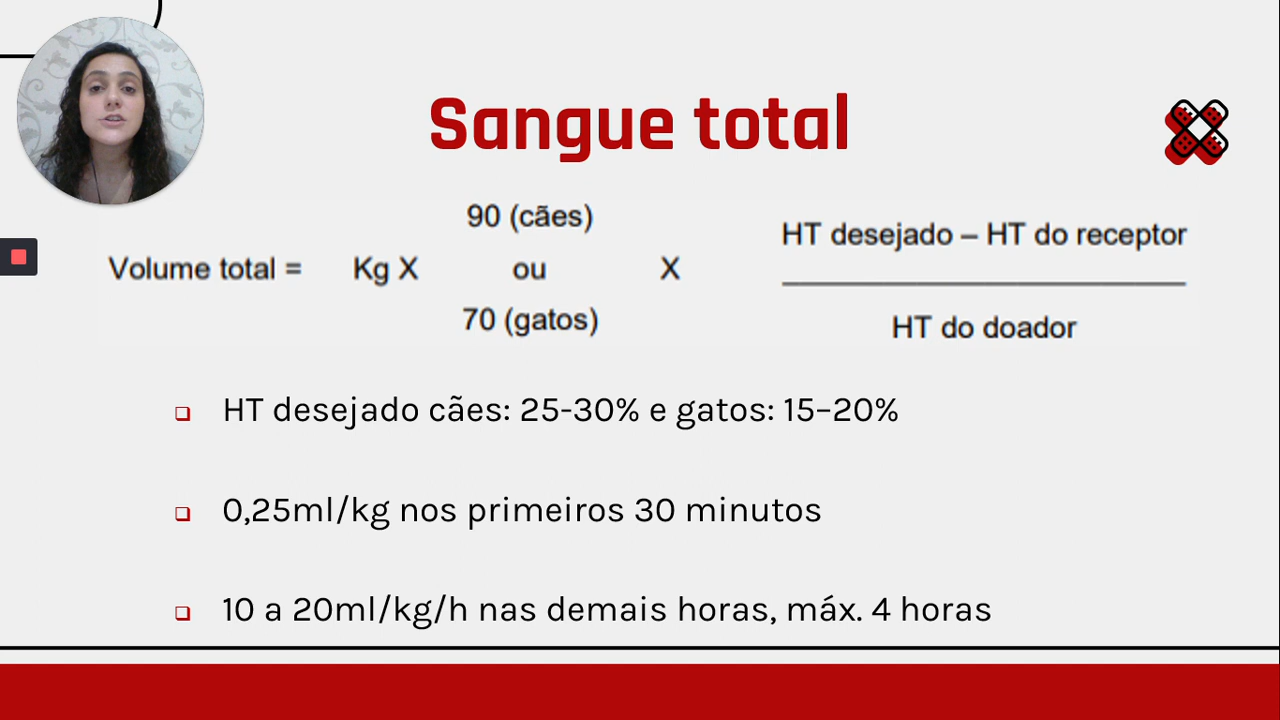 Sangue total
90 (cães)
HT desejado – HT do receptor
Volume total = Kg X ou X
70 (gatos)
HT do doador
HT desejado cães: 25-30% e gatos: 15–20%
0,25ml/kg nos primeiros 30 minutos
10 a 20ml/kg/h nas demais horas, máx. 4 horas